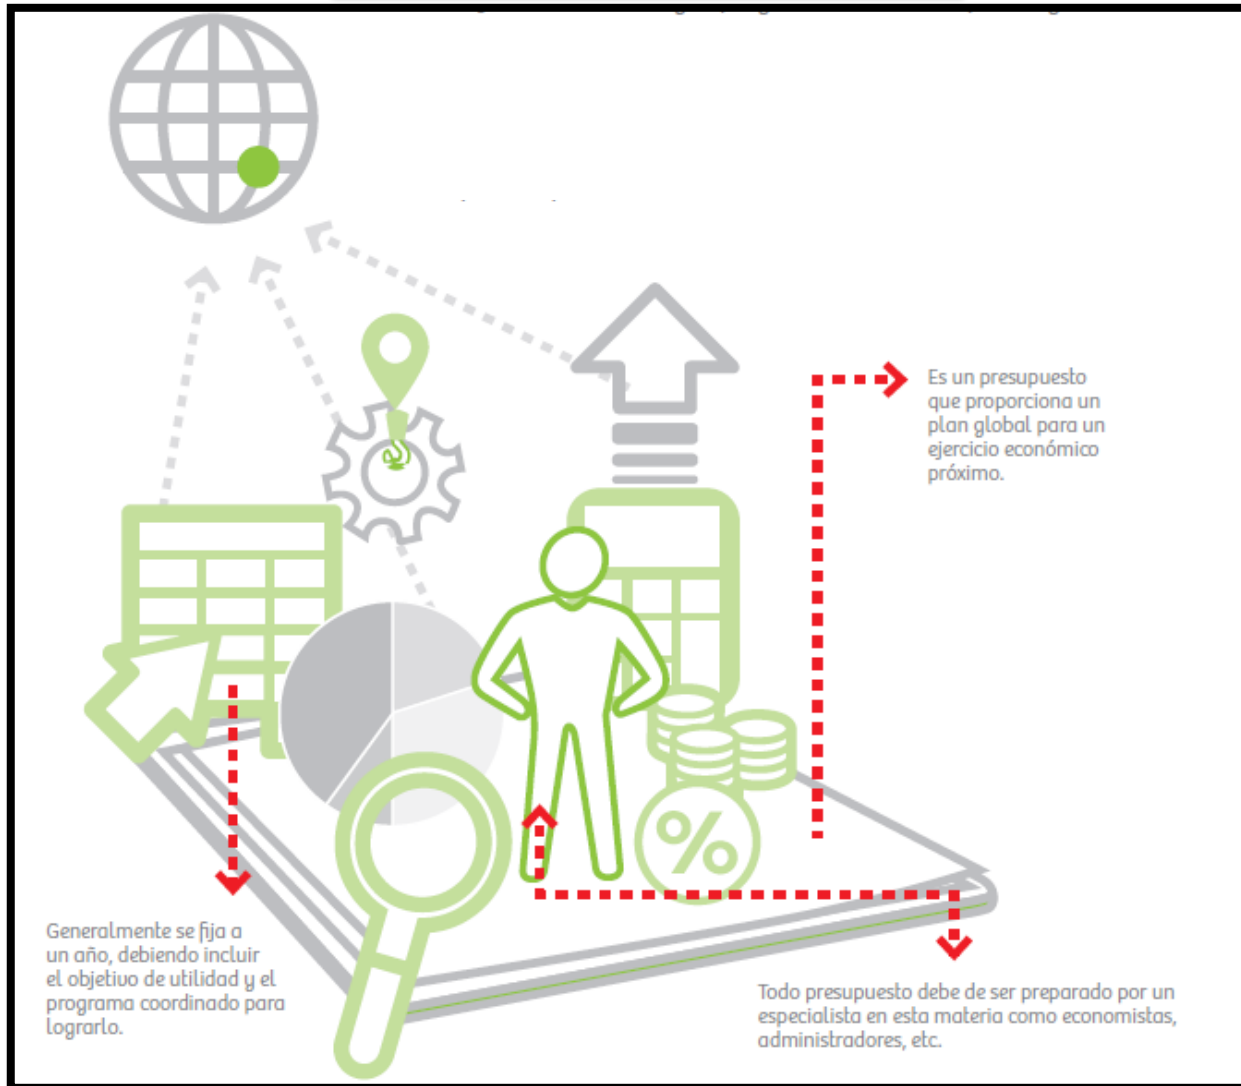 Es un presupuesto
que proporciona un
plan global para un
ejercicio económico
próximo.
%
Generalmente se fija a
un año, debiendo incluir
el objetivo de utilidad y el
programa coordinado para
lograrlo.
Todo presupuesto debe de ser preparado por un
especialista en esta materia como economistas,
administradores, etc.